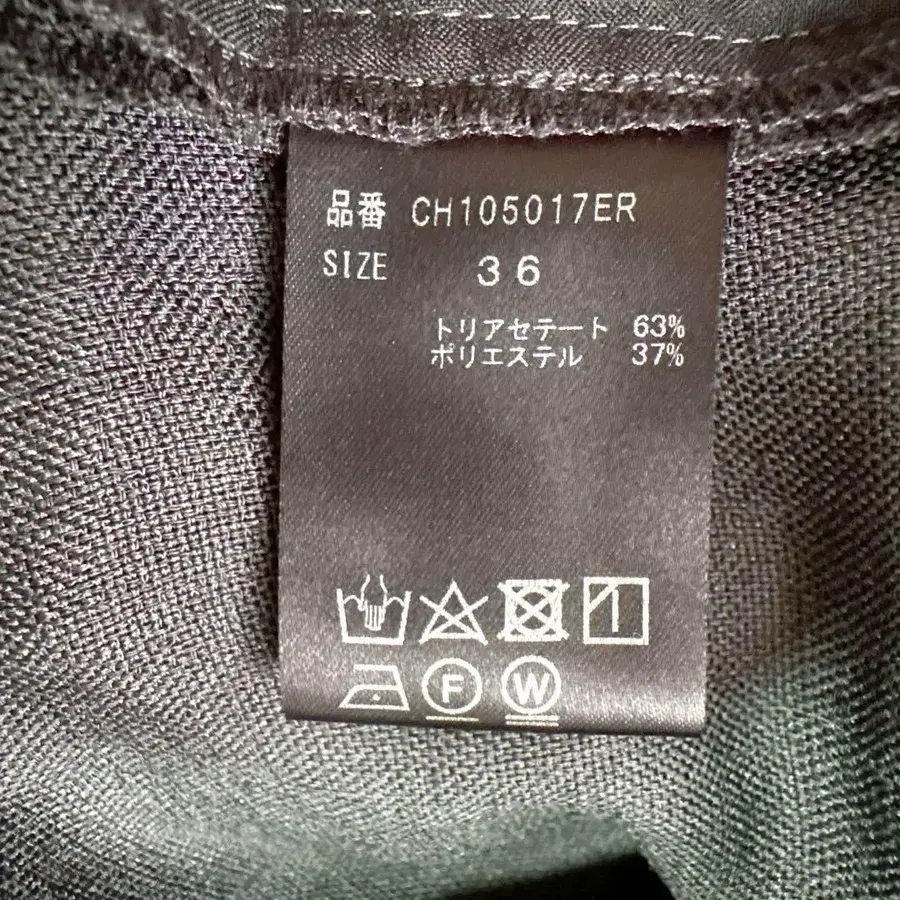 品番 CH105017ER
SIZE 36
トリアセテート 63%
ポリエステル 37%
F W